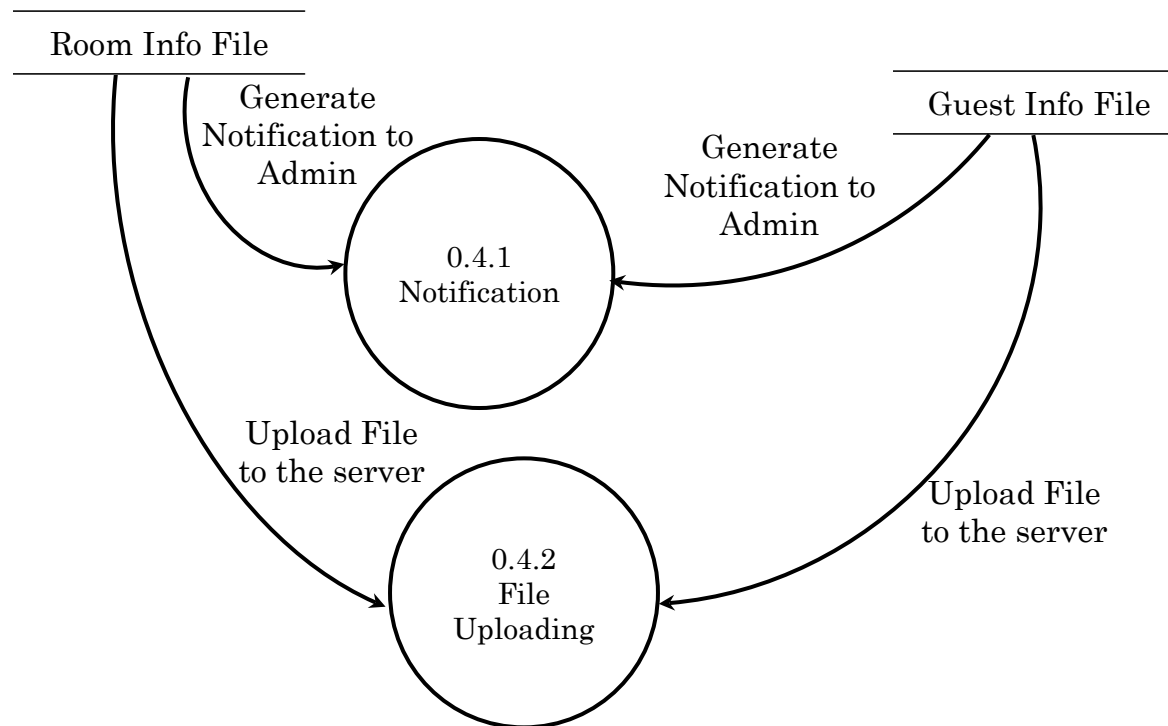 Room Info File
Generate
Notification to
Admin
Guest Info File
Generate
Notification to
Admin
0.4.1
Notification
Upload File
to the server
Upload File
to the server
0.4.2
File
Uploading